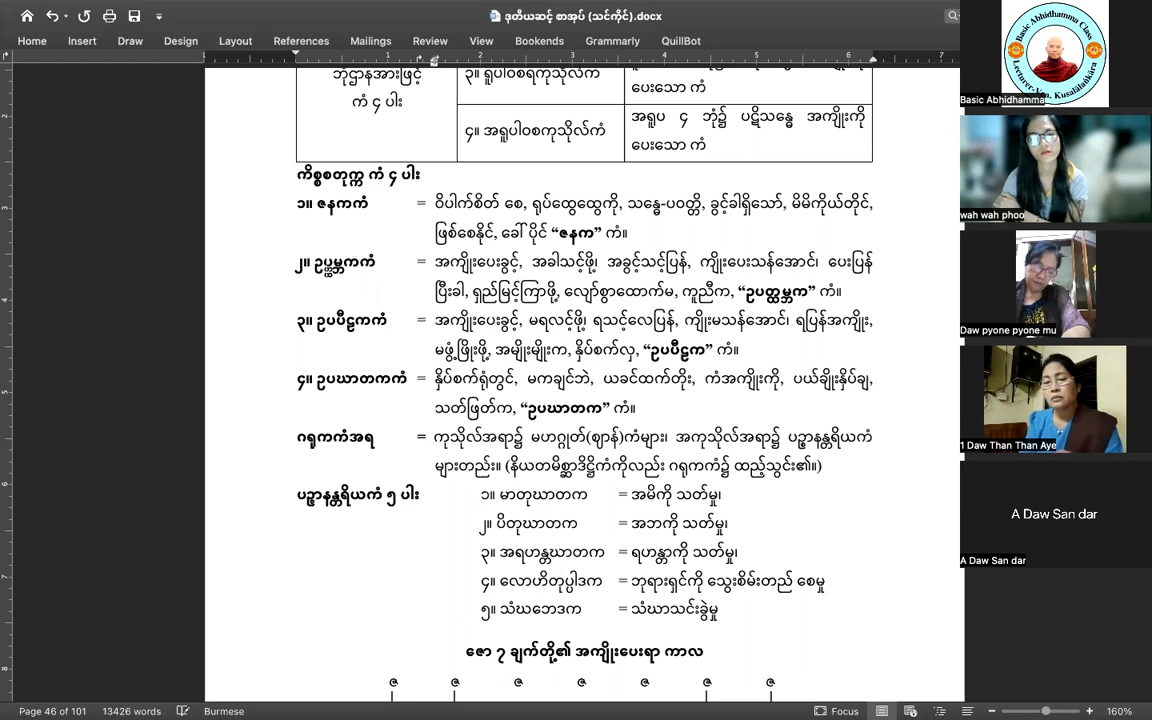 ဒုတိယဆင့် စာအုပ် (သင်ကိုင်).docx
Home Insert Draw Design Layout References Mailings Review View Bookends Grammarly QuillBot
ဘုံဌာနအားဖြင့်
ကံ ၄ ပါး
၃။ ရူပါဝစရကုသိုလ်ကံ
ပေးသော ကံ
၄။ အရူပါဝစကုသိုလ်ကံ
အရူပ ၄ ဘုံ၌ ပဋိသန္ဓေ အကျိုးကို
ပေးသော ကံ
ကိစ္စစတုက္က ကံ ၄ ပါး
၁။ ဇနကကံ = ဝိပါက်စိတ် စေ, ရုပ်ထွေထွေကို, သန္ဓေ-ပဝတ္တိ, ခွင့်ခါရှိသော်, မိမိကိုယ်တိုင်,
ဖြစ်စေနိုင်, ခေါ်ပိုင် “ဇနက” ကံ။
၂။ ဥပတ္ထမ္ဘကကံ = အကျိုးပေးခွင့်, အခါသင့်ဖို့၊ အခွင့်သင့်ပြန်, ကျိုးပေးသန်အောင်၊ ပေးပြန်
ပြီးခါ, ရှည်မြင့်ကြာဖို့, လျော်စွာထောက်မ, ကူညီက, “ဥပတ္ထမ္ဘက” ကံ။
၃။ ဥပပီဠကကံ = အကျိုးပေးခွင့်, မရလင့်ဖို့၊ ရသင့်လေပြန်, ကျိုးမသန်အောင်၊ ရပြန်အကျိုး,
မဖွံ့ဖြိုးဖို့, အမျိုးမျိုးက, နှိပ်စက်လှ, “ဥပပီဠက” ကံ။
၄။ ဥပဃာတကကံ = နှိပ်စက်ရုံတွင်, မကချင်ဘဲ, ယခင်ထက်တိုး, ကံအကျိုးကို, ပယ်ချိုးနှိပ်ချ,
သတ်ဖြတ်က, “ဥပဃာတက” ကံ။
ဂရုကကံအရ = ကုသိုလ်အရာ၌ မဟဂ္ဂုတ်(ဈာန်)ကံများ၊ အကုသိုလ်အရာ၌ ပဉ္စာနန္တရိယကံ
များတည်း။ (နိယတမိစ္ဆာဒိဋ္ဌိကံကိုလည်း ဂရုကကံ၌ ထည့်သွင်း၏။)
ပဉ္စာနန္တရိယကံ ၅ ပါး ၁။ မာတုဃာတက = အမိကို သတ်မှု၊
၂။ ပိတုဃာတက = အဘကို သတ်မှု၊
၃။ အရဟန္တဃာတက = ရဟန္တာကို သတ်မှု၊
၄။ လောဟိတုပ္ပါဒက = ဘုရားရှင်ကို သွေးစိမ်းတည် စေမှု
၅။ သံဃဘေဒက = သံဃာသင်းခွဲမှု
ဇော ၇ ချက်တို့၏ အကျိုးပေးရာ ကာလ
ဇ ဇ ဇ ဇ ဇ ဇ ဇ
Page 46 of 101 13426 words Burmese Focus 160%
Basic Abhidhamma Class
Lecturer-Ven. Kusalālaṅkāra
Basic Abhidhamma
wah wah phoo
Daw pyone pyone mu
1 Daw Than Than Aye
A Daw San dar
A Daw San dar